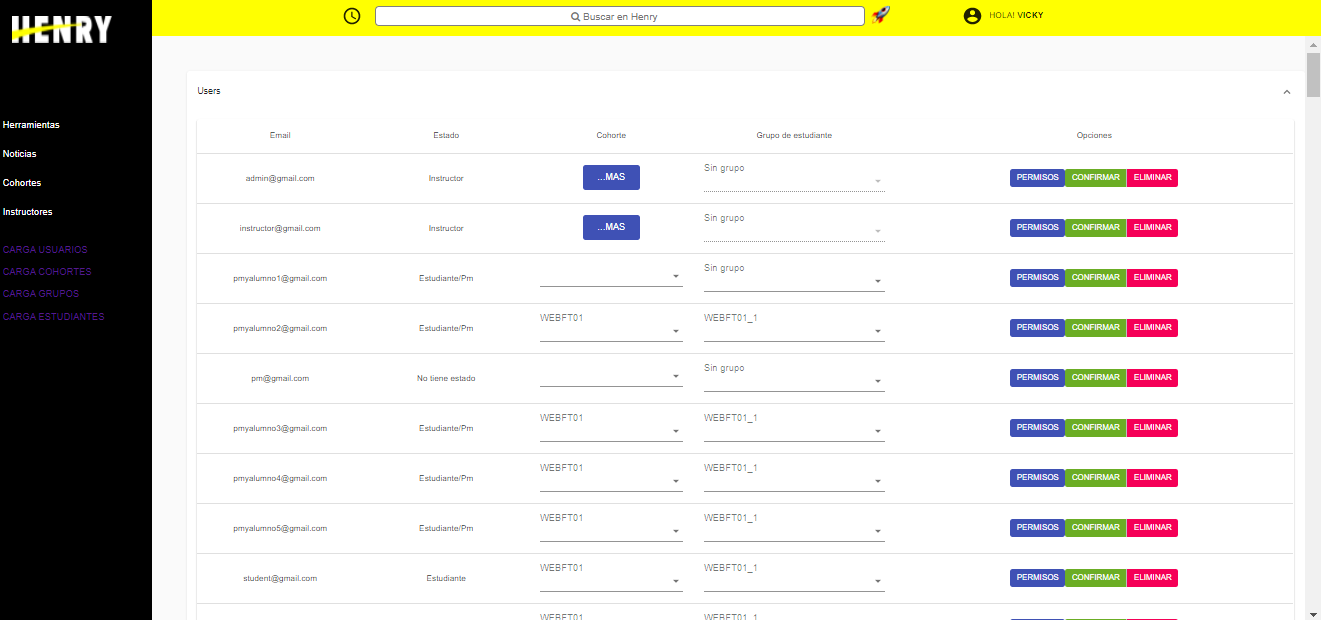 HENRY
Buscar en Henry
HOLA! VICKY
Herramientas
Noticias
Cohortes
Instructores
CARGA USUARIOS
CARGA COHORTES
CARGA GRUPOS
CARGA ESTUDIANTES
Users
Email Estado Cohorte Grupo de estudiante Opciones
admin@gmail.com Instructor ...MAS Sin grupo PERMISOS CONFIRMAR ELIMINAR
instructor@gmail.com Instructor ...MAS Sin grupo PERMISOS CONFIRMAR ELIMINAR
pmyalumno1@gmail.com Estudiante/Pm Sin grupo PERMISOS CONFIRMAR ELIMINAR
pmyalumno2@gmail.com Estudiante/Pm WEBFT01 WEBFT01_1 PERMISOS CONFIRMAR ELIMINAR
pm@gmail.com No tiene estado Sin grupo PERMISOS CONFIRMAR ELIMINAR
pmyalumno3@gmail.com Estudiante/Pm WEBFT01 WEBFT01_1 PERMISOS CONFIRMAR ELIMINAR
pmyalumno4@gmail.com Estudiante/Pm WEBFT01 WEBFT01_1 PERMISOS CONFIRMAR ELIMINAR
pmyalumno5@gmail.com Estudiante/Pm WEBFT01 WEBFT01_1 PERMISOS CONFIRMAR ELIMINAR
student@gmail.com Estudiante WEBFT01 WEBFT01_1 PERMISOS CONFIRMAR ELIMINAR
WEBFT01 WEBFT01_1